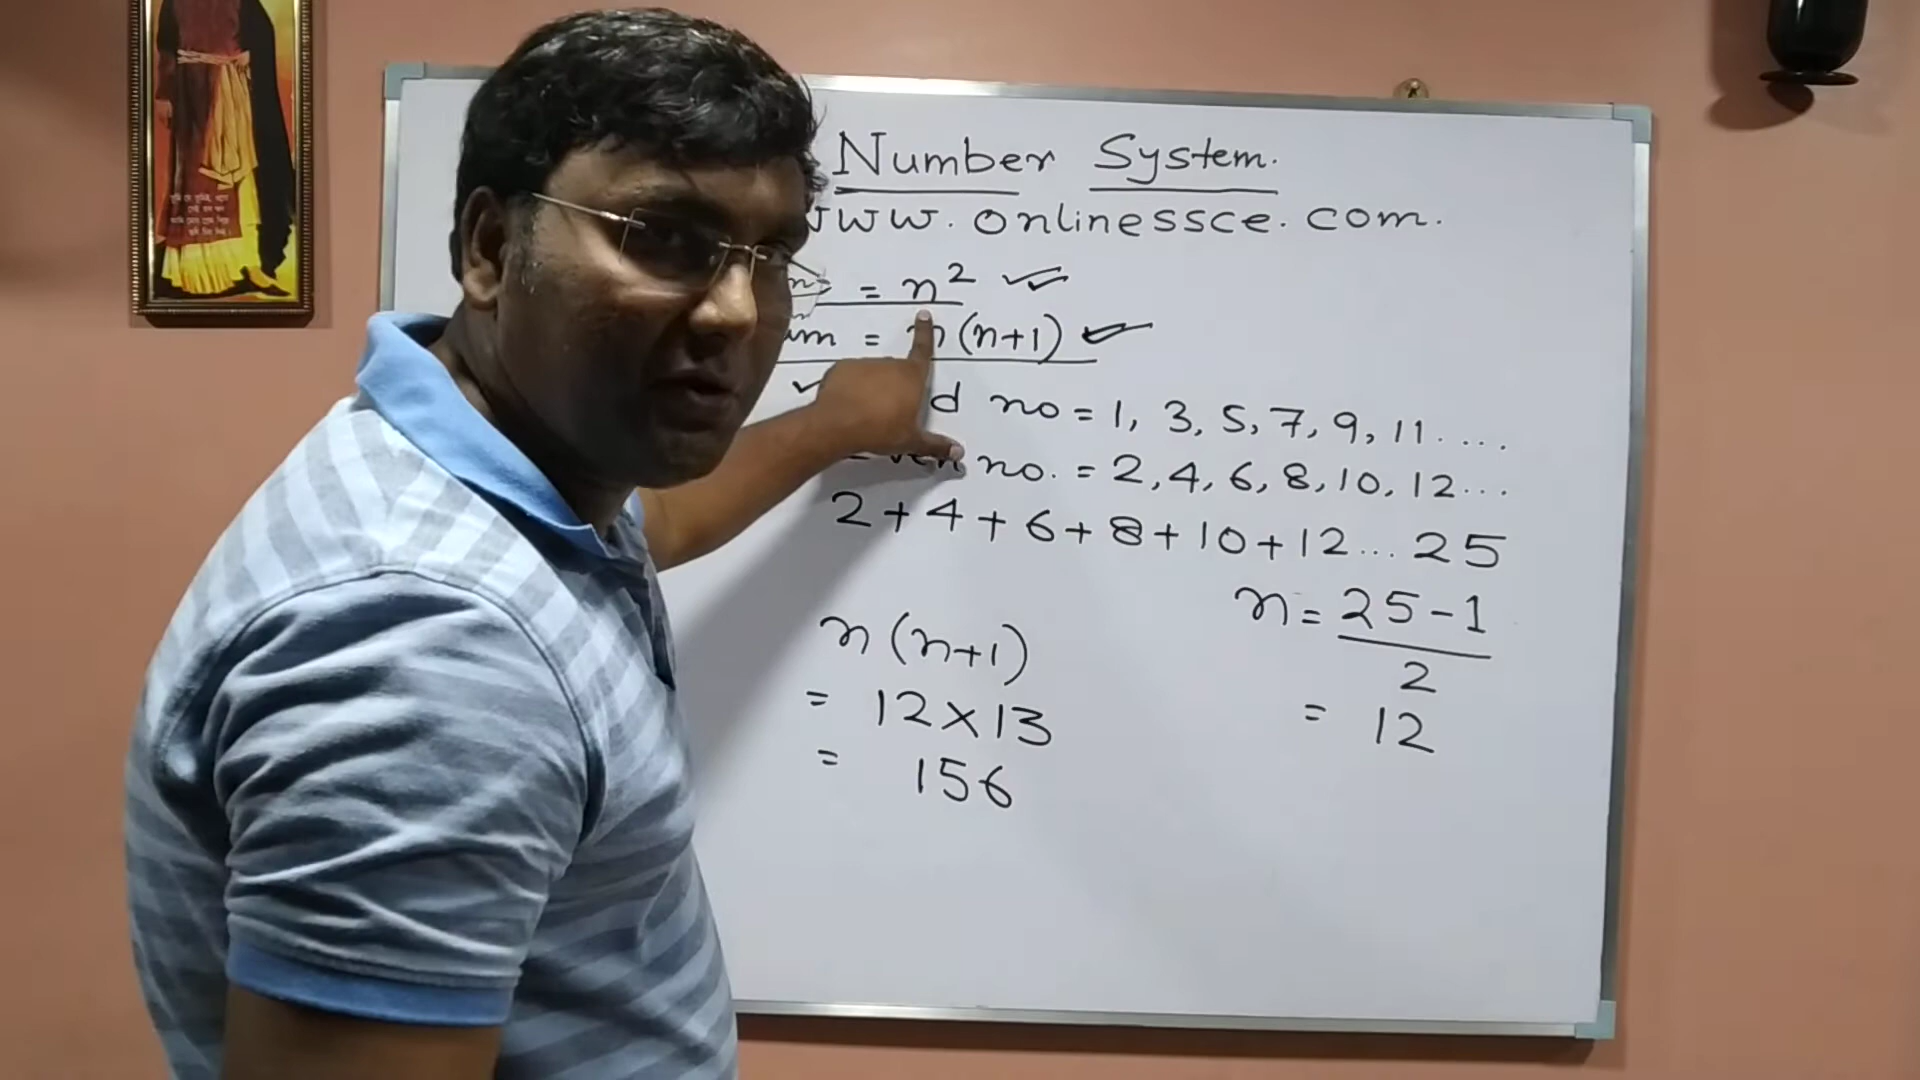 Number System.
www.onlinessce.com.
= n²
= n(n+1)
no = 1, 3, 5, 7, 9, 11....
no. = 2, 4, 6, 8, 10, 12...
2+4+6+8+10+12...25
n = 25-1
2
= 12
n(n+1)
= 12×13
= 156